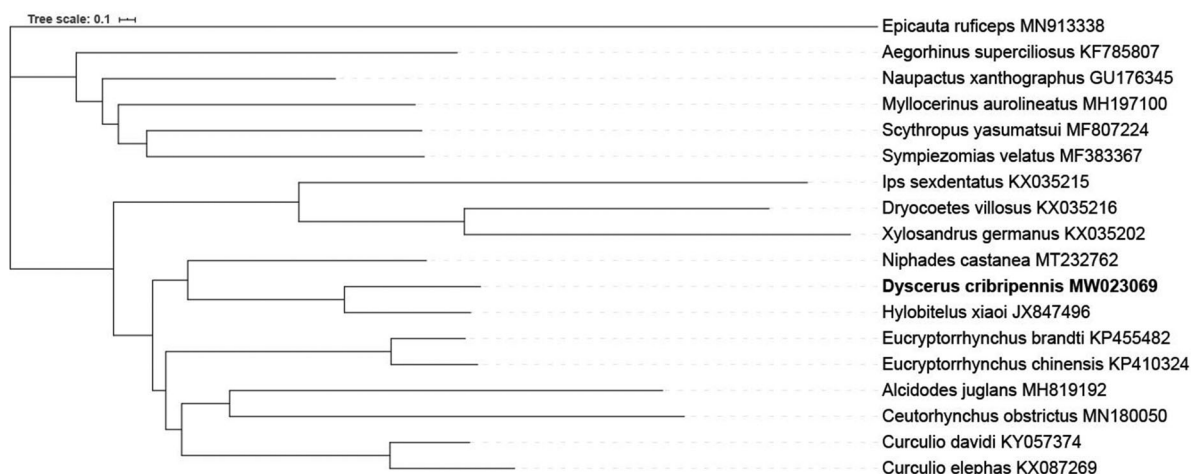 Tree scale: 0.1
Epicauta ruficeps MN913338
Aegorhinus superciliosus KF785807
Naupactus xanthographus GU176345
Myllocerinus aurolineatus MH197100
Scythropus yasumatsui MF807224
Sympiezomias velatus MF383367
Ips sexdentatus KX035215
Dryocoetes villosus KX035216
Xylosandrus germanus KX035202
Niphades castanea MT232762
Dyscerus cribripennis MW023069
Hylobitelus xiaoi JX847496
Eucryptorrhynchus brandti KP455482
Eucryptorrhynchus chinensis KP410324
Alcidodes juglans MH819192
Ceutorhynchus obstrictus MN180050
Curculio davidi KY057374
Curculio elephas KX087269